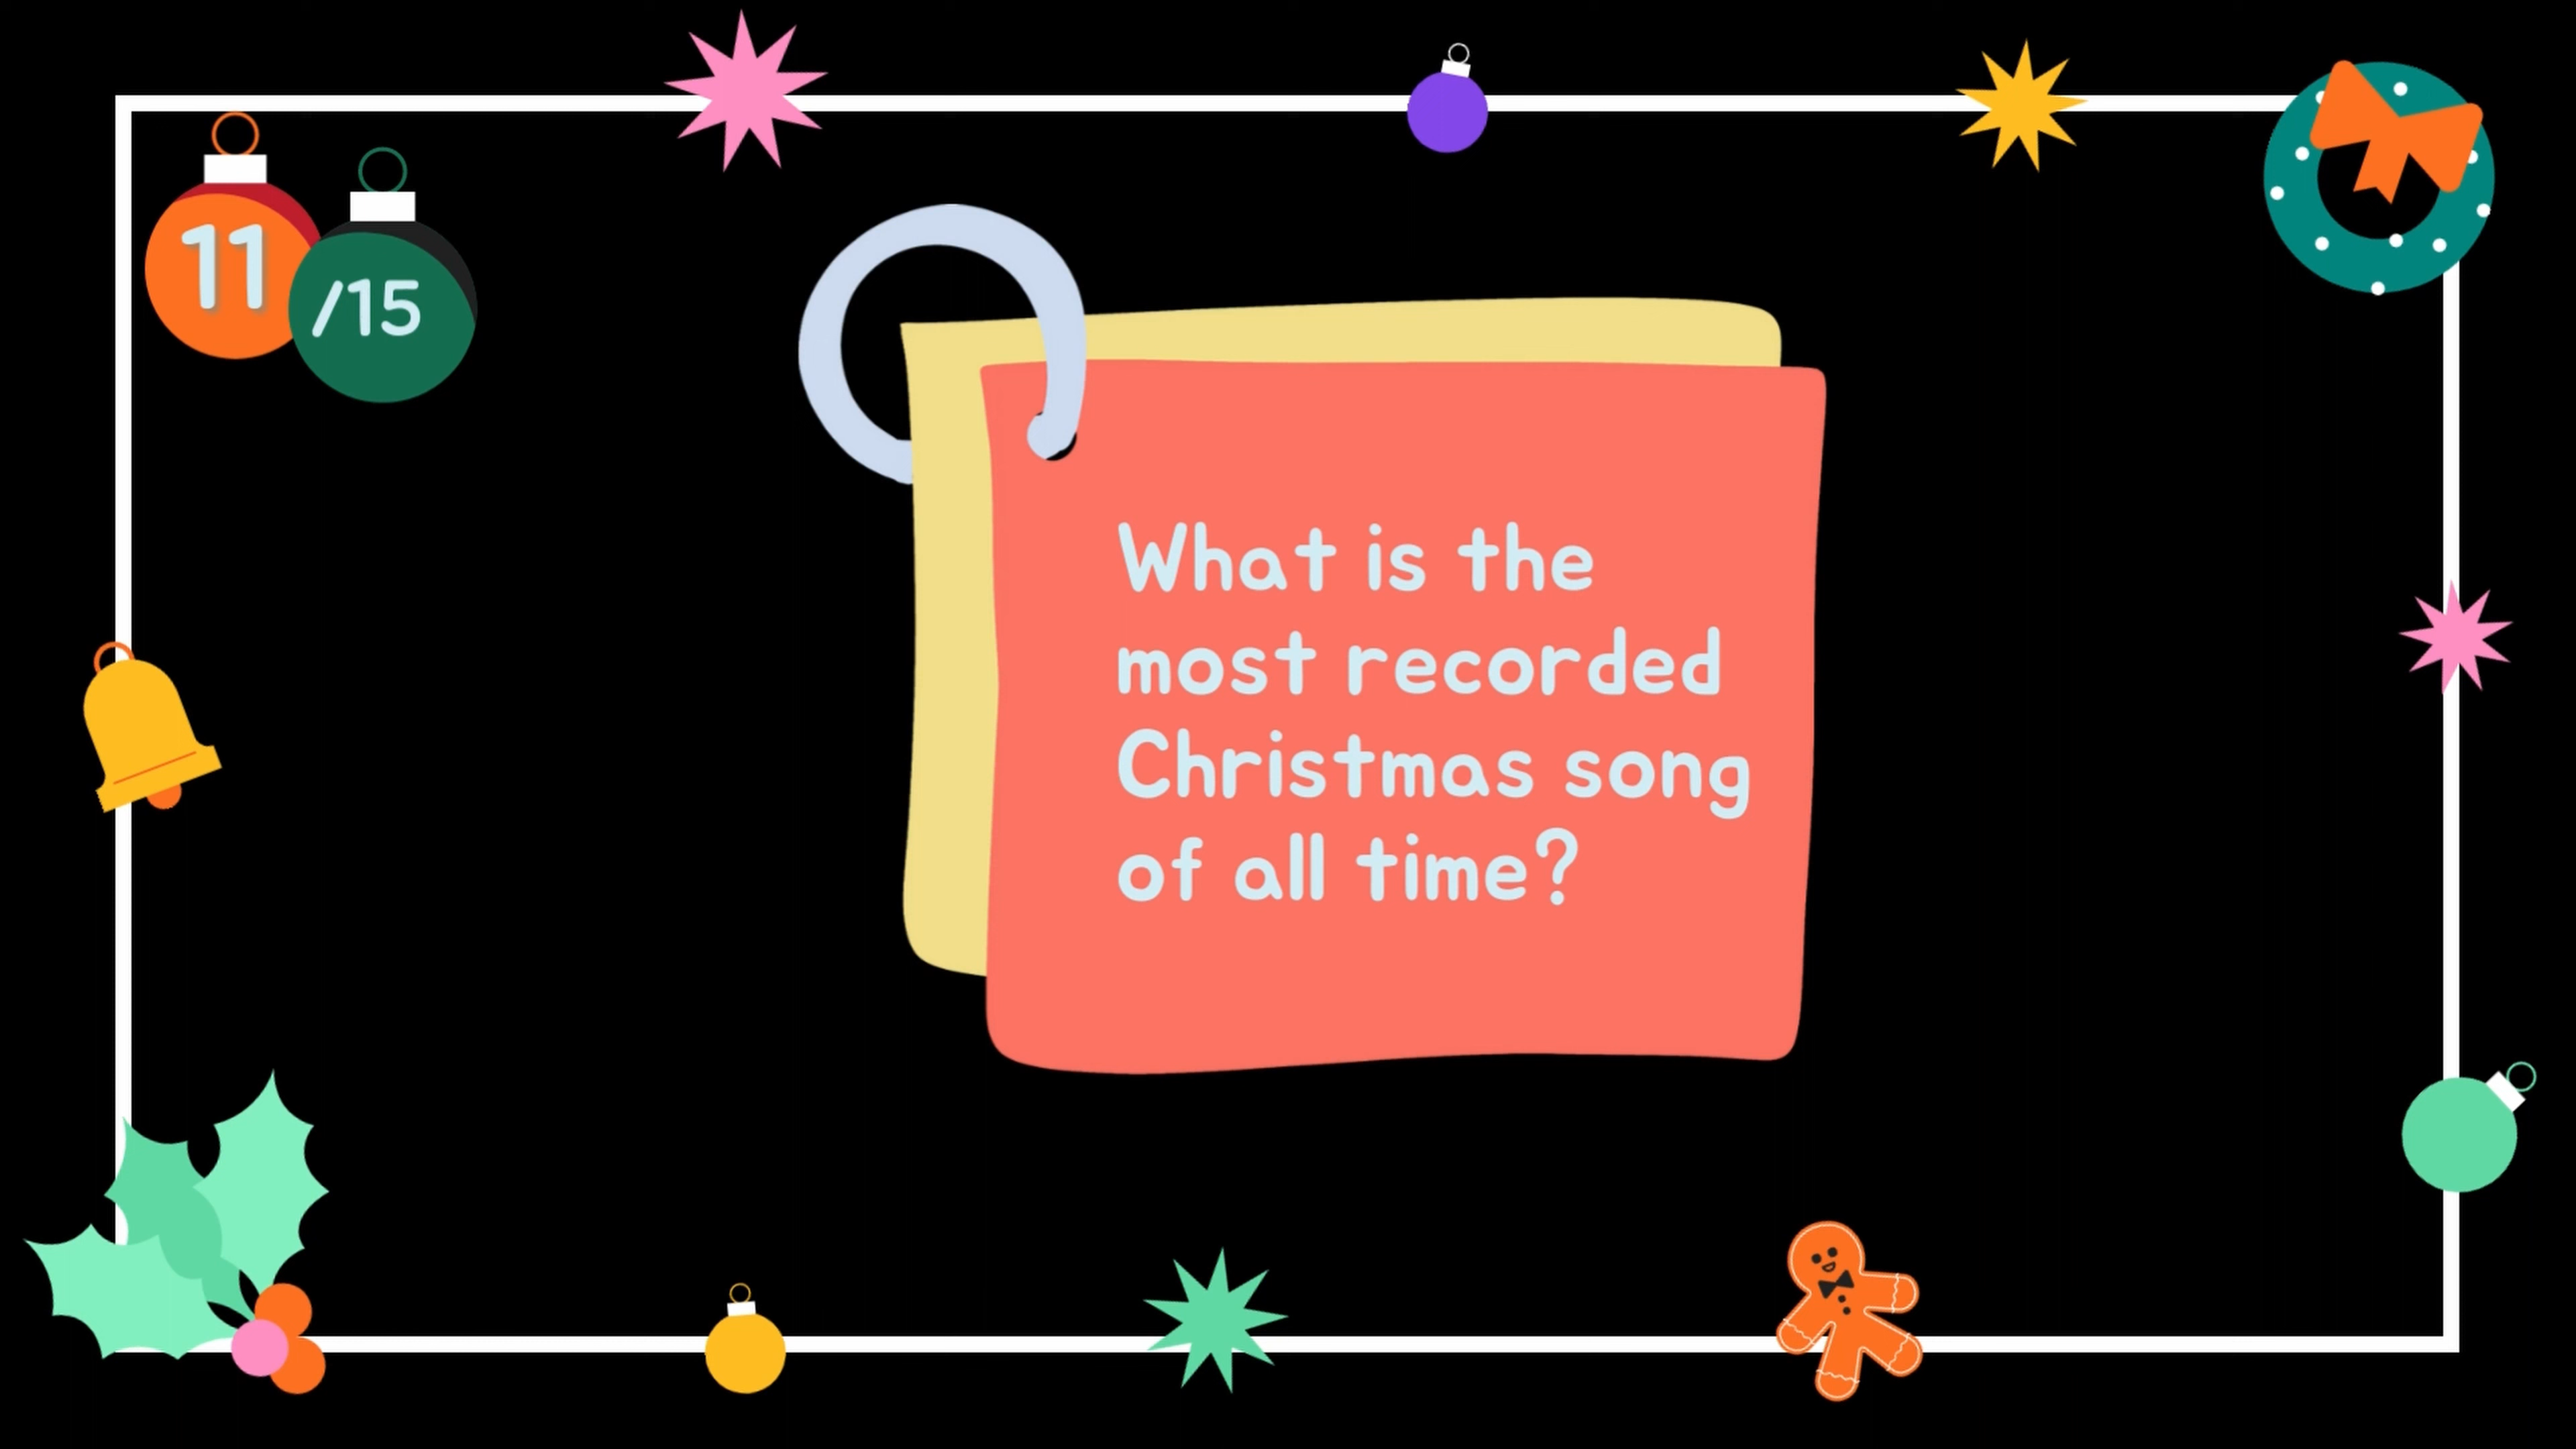 11
/15
What is the
most recorded
Christmas song
of all time?